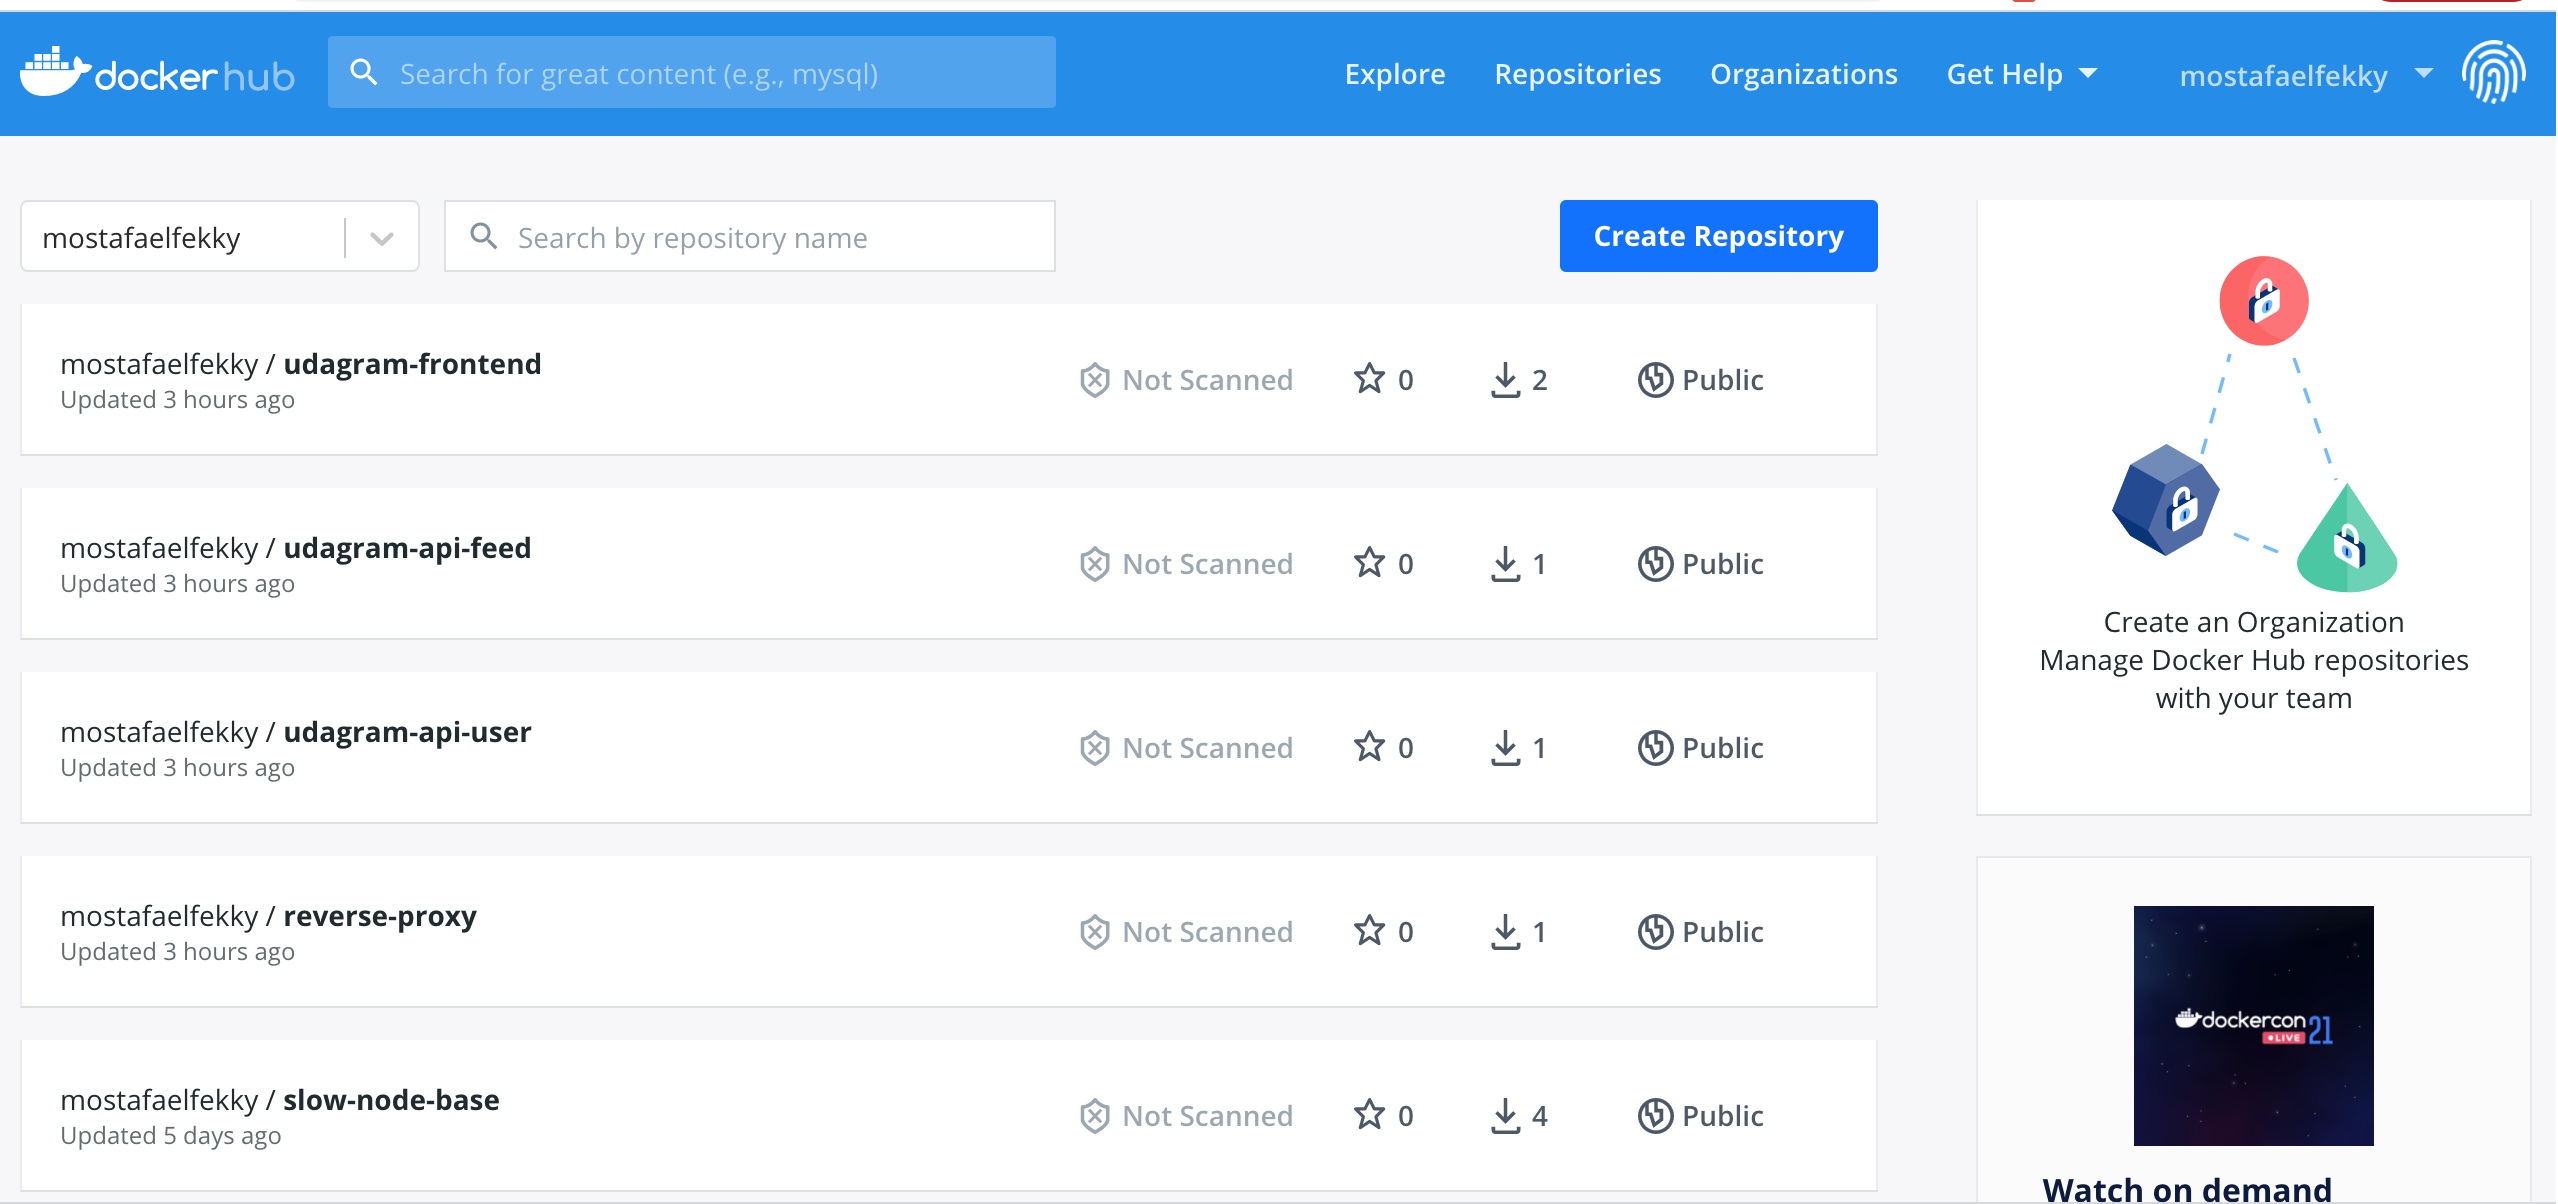 dockerhub
Search for great content (e.g., mysql)
Explore
Repositories
Organizations
Get Help
mostafaelfekky
mostafaelfekky
Search by repository name
Create Repository
mostafaelfekky / udagram-frontend
Updated 3 hours ago
Not Scanned
0
2
Public
mostafaelfekky / udagram-api-feed
Updated 3 hours ago
Not Scanned
0
1
Public
mostafaelfekky / udagram-api-user
Updated 3 hours ago
Not Scanned
0
1
Public
mostafaelfekky / reverse-proxy
Updated 3 hours ago
Not Scanned
0
1
Public
mostafaelfekky / slow-node-base
Updated 5 days ago
Not Scanned
0
4
Public
Create an Organization
Manage Docker Hub repositories
with your team
dockercon 21
LIVE
Watch on demand